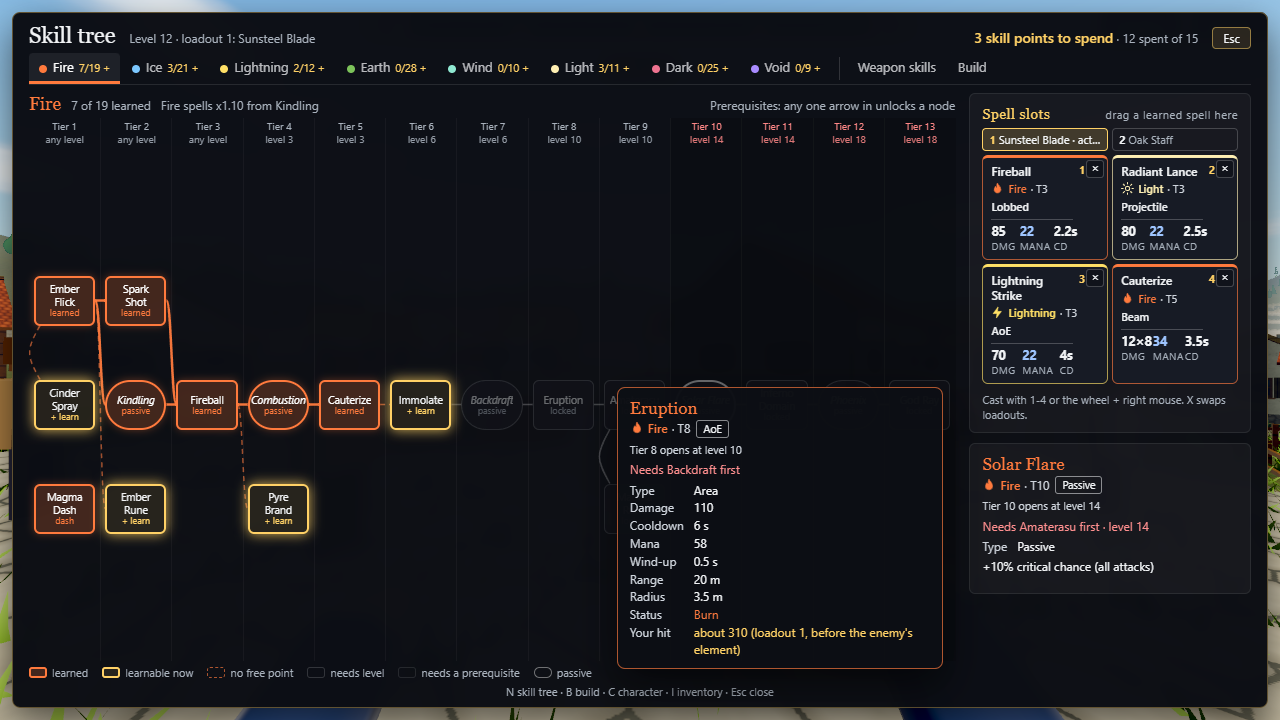 Skill tree Level 12 · loadout 1: Sunsteel Blade 3 skill points to spend · 12 spent of 15 Esc
Fire 7/19 + Ice 3/21 + Lightning 2/12 + Earth 0/28 + Wind 0/10 + Light 3/11 + Dark 0/25 + Void 0/9 + Weapon skills Build
Fire 7 of 19 learned Fire spells x1.10 from Kindling Prerequisites: any one arrow in unlocks a node
Tier 1 Tier 2 Tier 3 Tier 4 Tier 5 Tier 6 Tier 7 Tier 8 Tier 9 Tier 10 Tier 11 Tier 12 Tier 13
any level any level any level level 3 level 3 level 6 level 6 level 10 level 10 level 14 level 14 level 18 level 18
Ember Flick learned
Spark Shot learned
Cinder Spray + learn
Kindling passive
Fireball learned
Combustion passive
Cauterize learned
Immolate + learn
Backdraft passive
Eruption locked
Magma Dash dash
Ember Rune + learn
Pyre Brand + learn
Eruption
Fire · T8 AoE
Tier 8 opens at level 10
Needs Backdraft first
Type Area
Damage 110
Cooldown 6 s
Mana 58
Wind-up 0.5 s
Range 20 m
Radius 3.5 m
Status Burn
Your hit about 310 (loadout 1, before the enemy's
element)
learned learnable now no free point needs level needs a prerequisite passive
N skill tree · B build · C character · I inventory · Esc close
Spell slots drag a learned spell here
1 Sunsteel Blade · act... 2 Oak Staff
Fireball 1 ×
Fire · T3
Lobbed
85 22 2.2s
DMG MANA CD
Radiant Lance 2 ×
Light · T3
Projectile
80 22 2.5s
DMG MANA CD
Lightning Strike 3 ×
Lightning · T3
AoE
70 22 4s
DMG MANA CD
Cauterize 4 ×
Fire · T5
Beam
12×8 34 3.5s
DMG MANA CD
Cast with 1-4 or the wheel + right mouse. X swaps
loadouts.
Solar Flare
Fire · T10 Passive
Tier 10 opens at level 14
Needs Amaterasu first · level 14
Type Passive
+10% critical chance (all attacks)